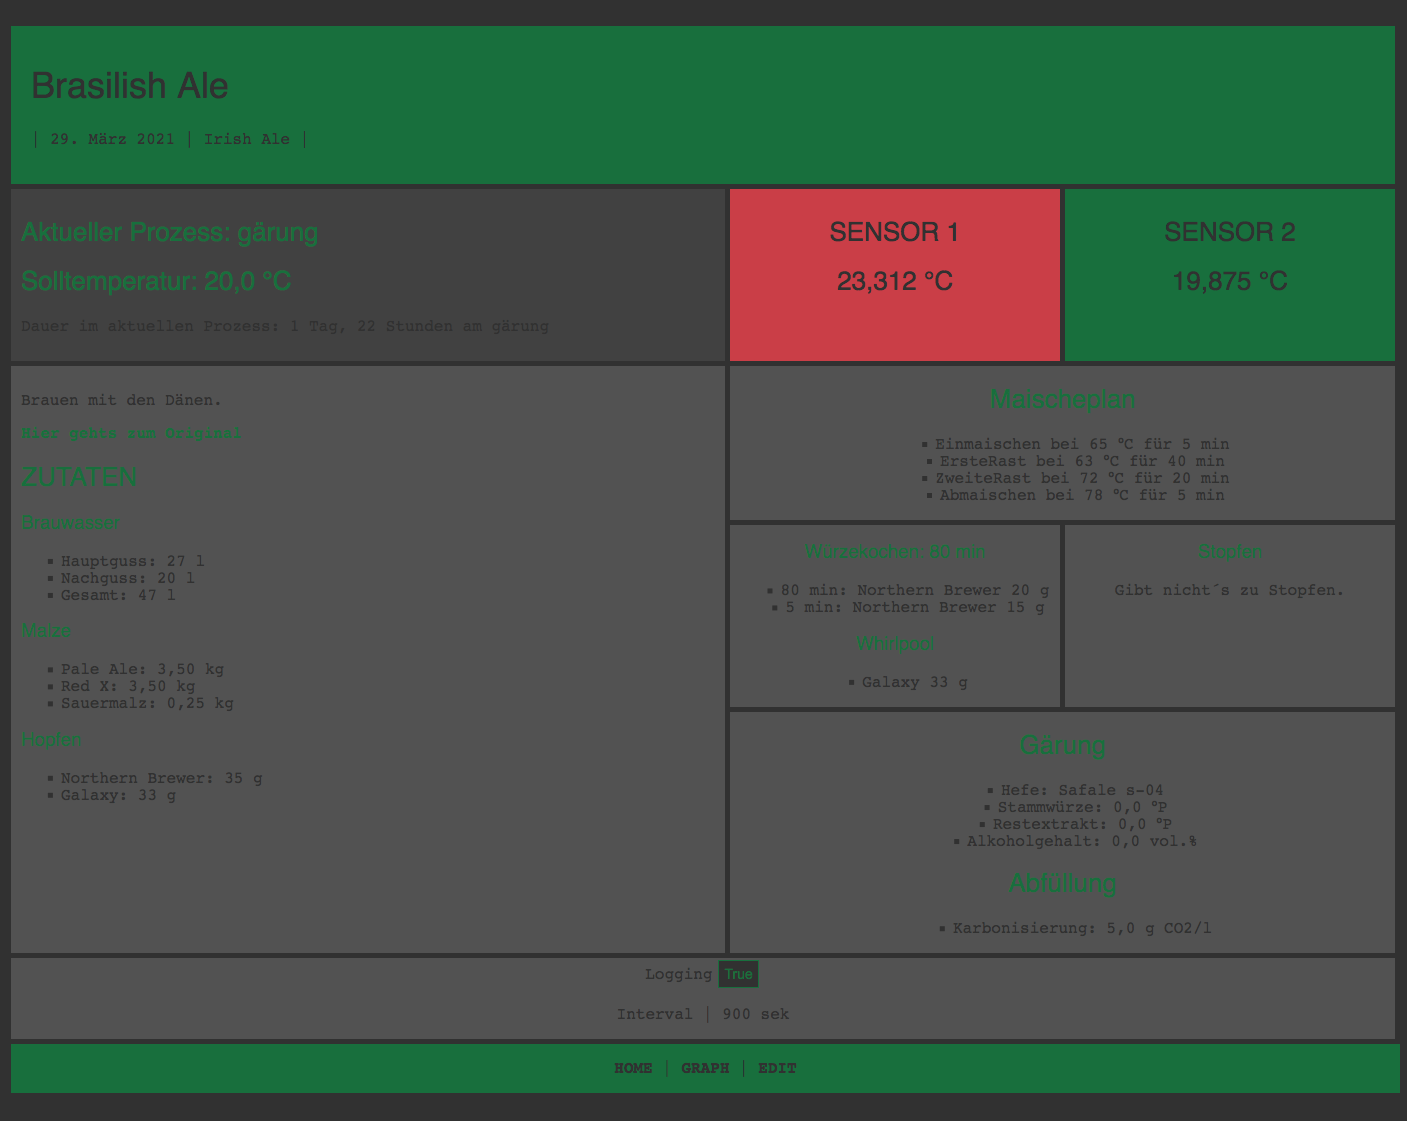 Brasilish Ale
| 29. März 2021 | Irish Ale |
Aktueller Prozess: gärung
Solltemperatur: 20,0 °C
Dauer im aktuellen Prozess: 1 Tag, 22 Stunden am gärung
SENSOR 1
23,312 °C
SENSOR 2
19,875 °C
Brauen mit den Dänen.
Hier gehts zum Original
ZUTATEN
Brauwasser
▪ Hauptguss: 27 l
▪ Nachguss: 20 l
▪ Gesamt: 47 l
Malze
▪ Pale Ale: 3,50 kg
▪ Red X: 3,50 kg
▪ Sauermalz: 0,25 kg
Hopfen
▪ Northern Brewer: 35 g
▪ Galaxy: 33 g
Maischeplan
▪ Einmaischen bei 65 °C für 5 min
▪ ErsteRast bei 63 °C für 40 min
▪ ZweiteRast bei 72 °C für 20 min
▪ Abmaischen bei 78 °C für 5 min
Würzekochen: 80 min
▪ 80 min: Northern Brewer 20 g
▪ 5 min: Northern Brewer 15 g
Whirlpool
▪ Galaxy 33 g
Stopfen
Gibt nicht´s zu Stopfen.
Gärung
▪ Hefe: Safale s-04
▪ Stammwürze: 0,0 °P
▪ Restextrakt: 0,0 °P
▪ Alkoholgehalt: 0,0 vol.%
Abfüllung
▪ Karbonisierung: 5,0 g CO2/l
Logging True
Interval | 900 sek
HOME | GRAPH | EDIT